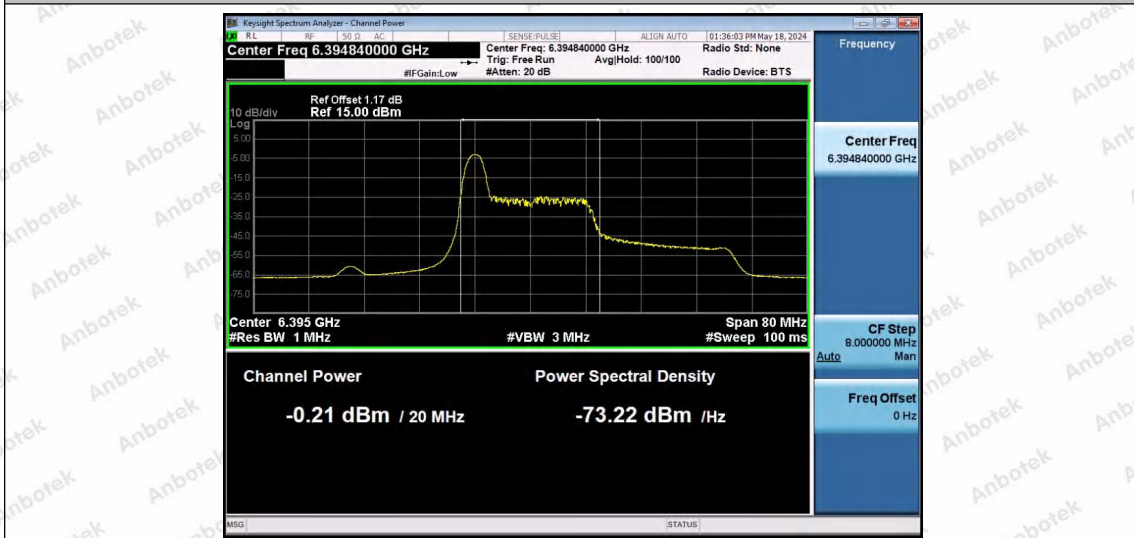 Keysight Spectrum Analyzer - Channel Power
RL RF 50 Ω AC SENSE:PULSE ALIGN AUTO 01:36:03 PM May 18, 2024
Center Freq 6.394840000 GHz
Center Freq: 6.394840000 GHz Radio Std: None
Trig: Free Run Avg|Hold: 100/100
#IFGain:Low #Atten: 20 dB Radio Device: BTS
Ref Offset 1.17 dB
10 dB/div Ref 15.00 dBm
Log
5.00
-5.00
-15.0
-25.0
-35.0
-45.0
-55.0
-65.0
-75.0
Center 6.395 GHz Span 80 MHz
#Res BW 1 MHz #VBW 3 MHz #Sweep 100 ms
Channel Power Power Spectral Density
-0.21 dBm / 20 MHz -73.22 dBm /Hz
MSG STATUS
Frequency
Center Freq
6.394840000 GHz
CF Step
8.000000 MHz
Auto Man
Freq Offset
0 Hz
Anbotek